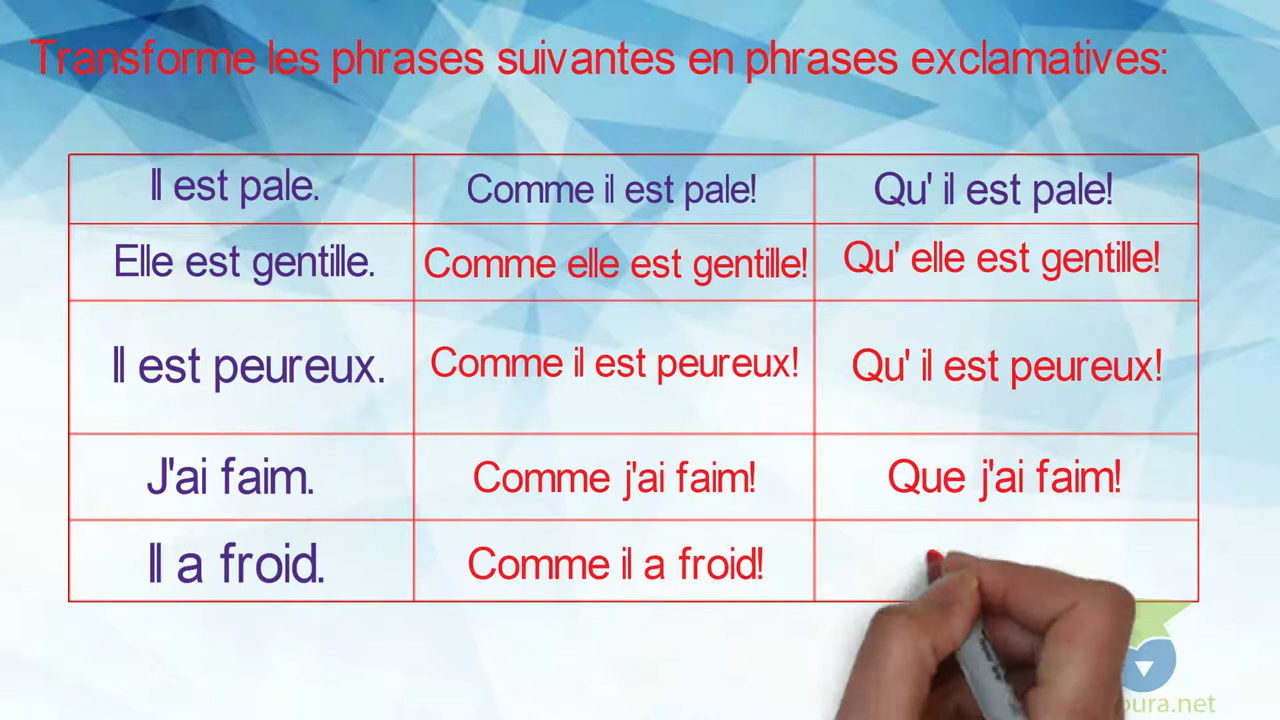 Transforme les phrases suivantes en phrases exclamatives:
Il est pale. Comme il est pale! Qu' il est pale!
Elle est gentille. Comme elle est gentille! Qu' elle est gentille!
Il est peureux. Comme il est peureux! Qu' il est peureux!
J'ai faim. Comme j'ai faim! Que j'ai faim!
Il a froid. Comme il a froid!